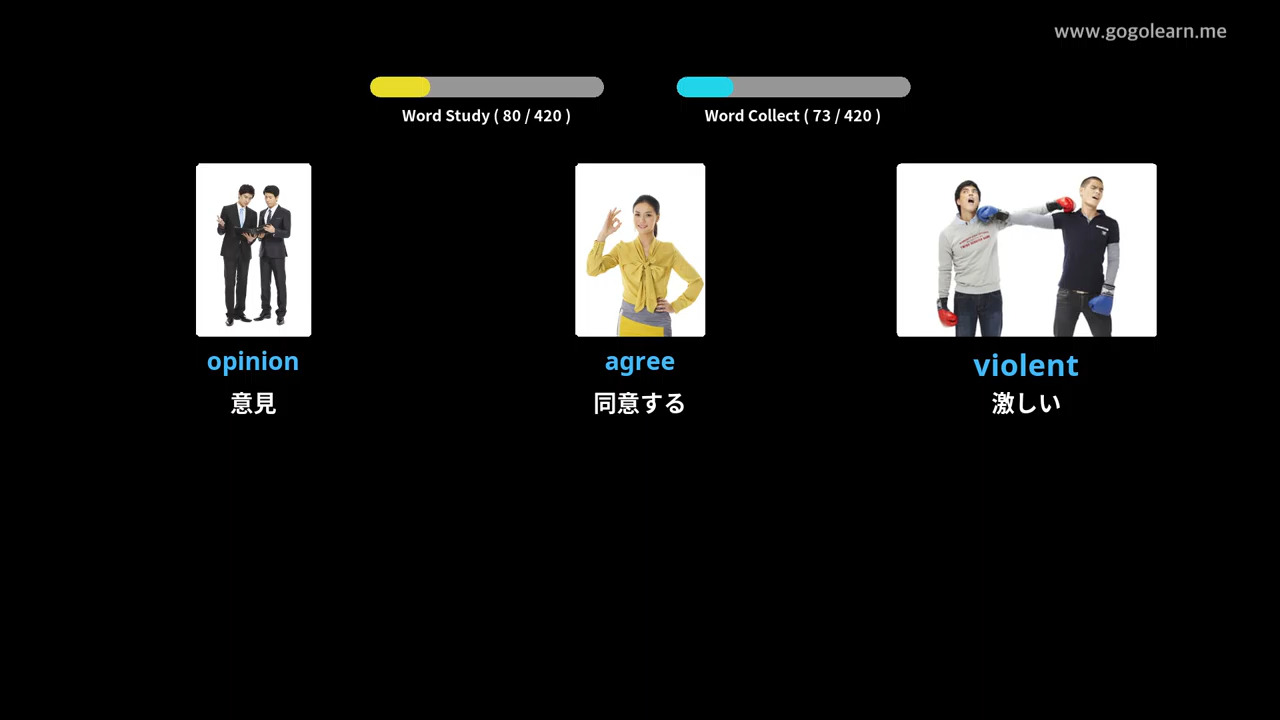 www.gogolearn.me
Word Study ( 80 / 420 )
Word Collect ( 73 / 420 )
opinion
意見
agree
同意する
violent
激しい